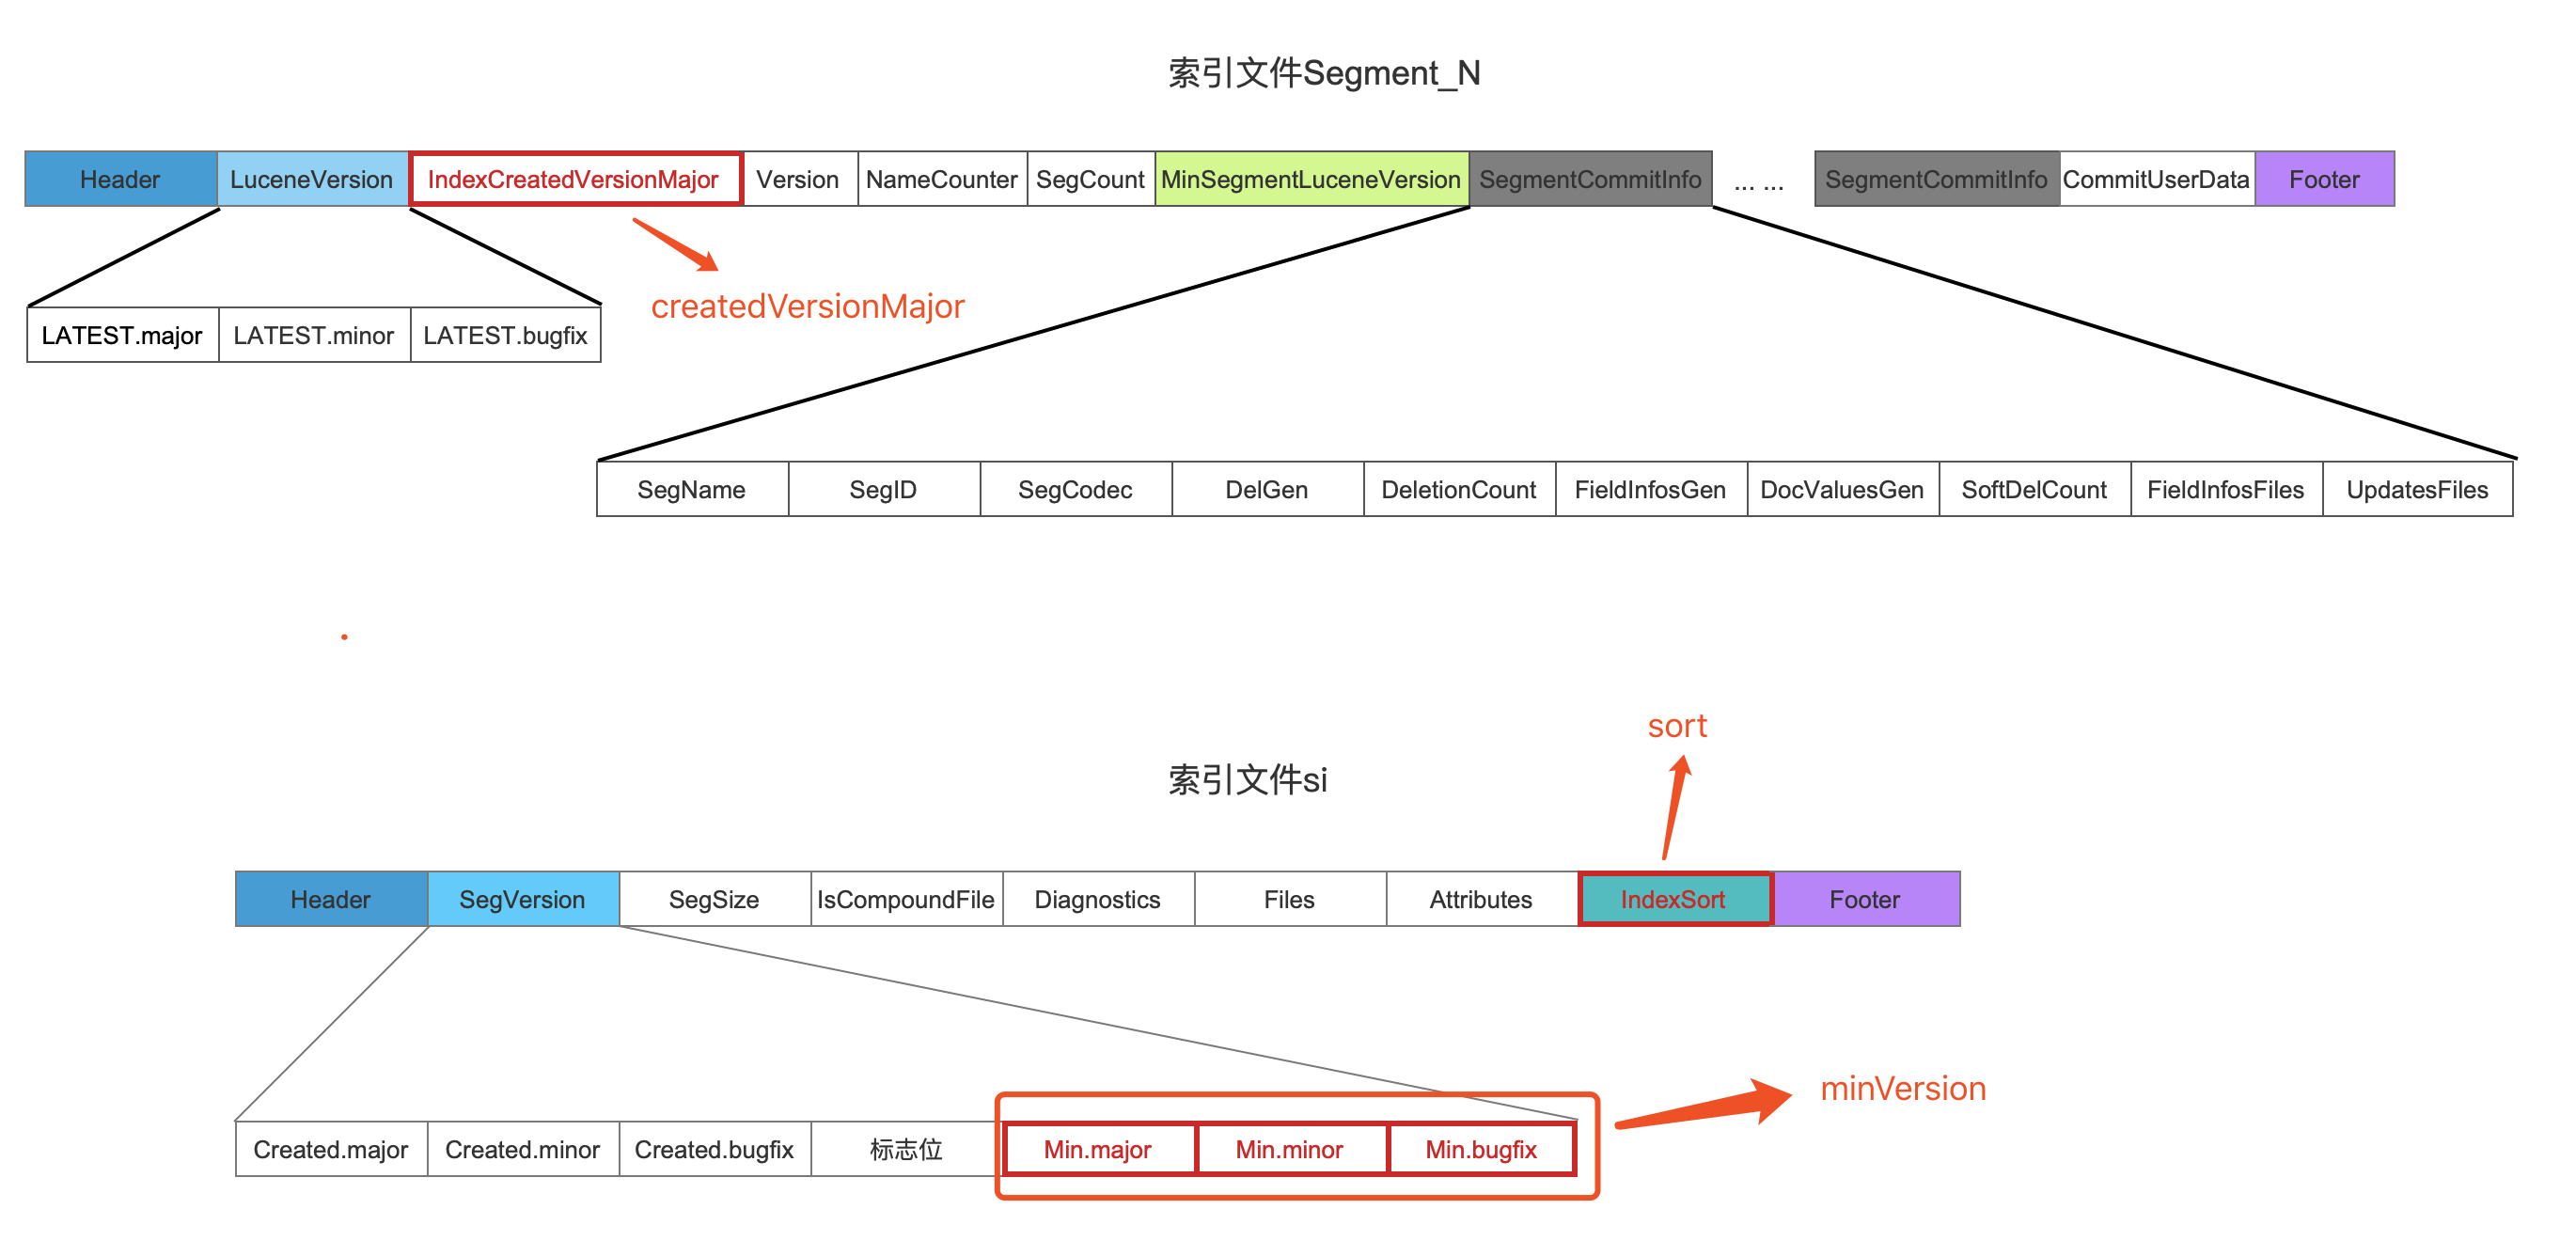 索引文件Segment_N
Header LuceneVersion IndexCreatedVersionMajor Version NameCounter SegCount MinSegmentLuceneVersion SegmentCommitInfo ... ... SegmentCommitInfo CommitUserData Footer
createdVersionMajor
LATEST.major LATEST.minor LATEST.bugfix
SegName SegID SegCodec DelGen DeletionCount FieldInfosGen DocValuesGen SoftDelCount FieldInfosFiles UpdatesFiles
sort
索引文件si
Header SegVersion SegSize IsCompoundFile Diagnostics Files Attributes IndexSort Footer
minVersion
Created.major Created.minor Created.bugfix 标志位 Min.major Min.minor Min.bugfix